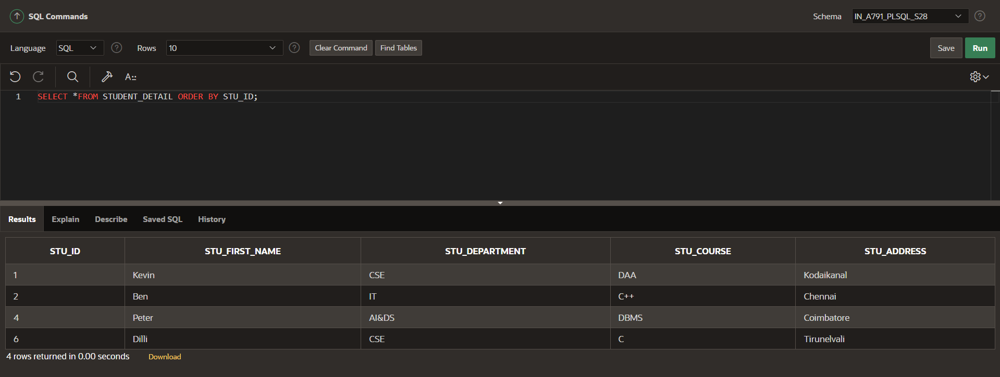 SQL Commands
Schema IN_A791_PLSQL_S28
Language SQL Rows 10 Clear Command Find Tables Save Run
A::
1 SELECT *FROM STUDENT_DETAIL ORDER BY STU_ID;
Results Explain Describe Saved SQL History
STU_ID STU_FIRST_NAME STU_DEPARTMENT STU_COURSE STU_ADDRESS
1 Kevin CSE DAA Kodaikanal
2 Ben IT C++ Chennai
4 Peter AI&DS DBMS Coimbatore
6 Dilli CSE C Tirunelvali
4 rows returned in 0.00 seconds Download